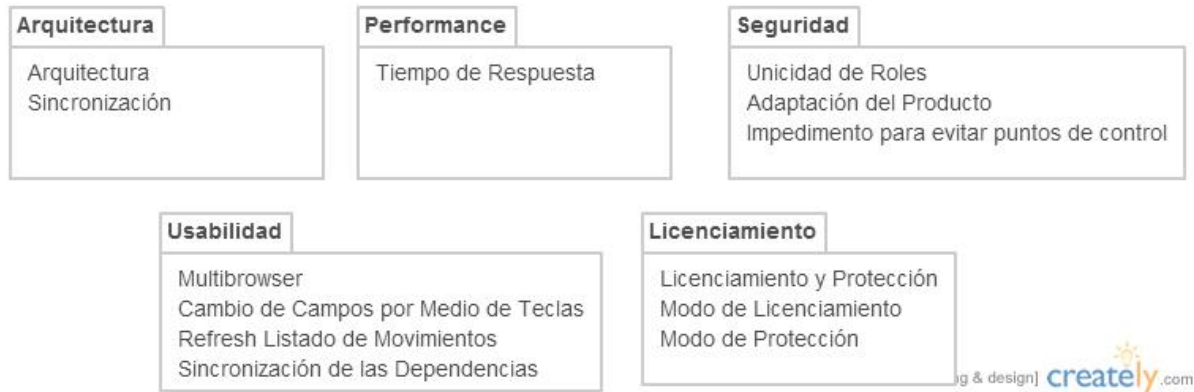 Arquitectura
Arquitectura
Sincronización
Performance
Tiempo de Respuesta
Seguridad
Unicidad de Roles
Adaptación del Producto
Impedimento para evitar puntos de control
Usabilidad
Multibrowser
Cambio de Campos por Medio de Teclas
Refresh Listado de Movimientos
Sincronización de las Dependencias
Licenciamiento
Licenciamiento y Protección
Modo de Licenciamiento
Modo de Protección
& design] creately.com